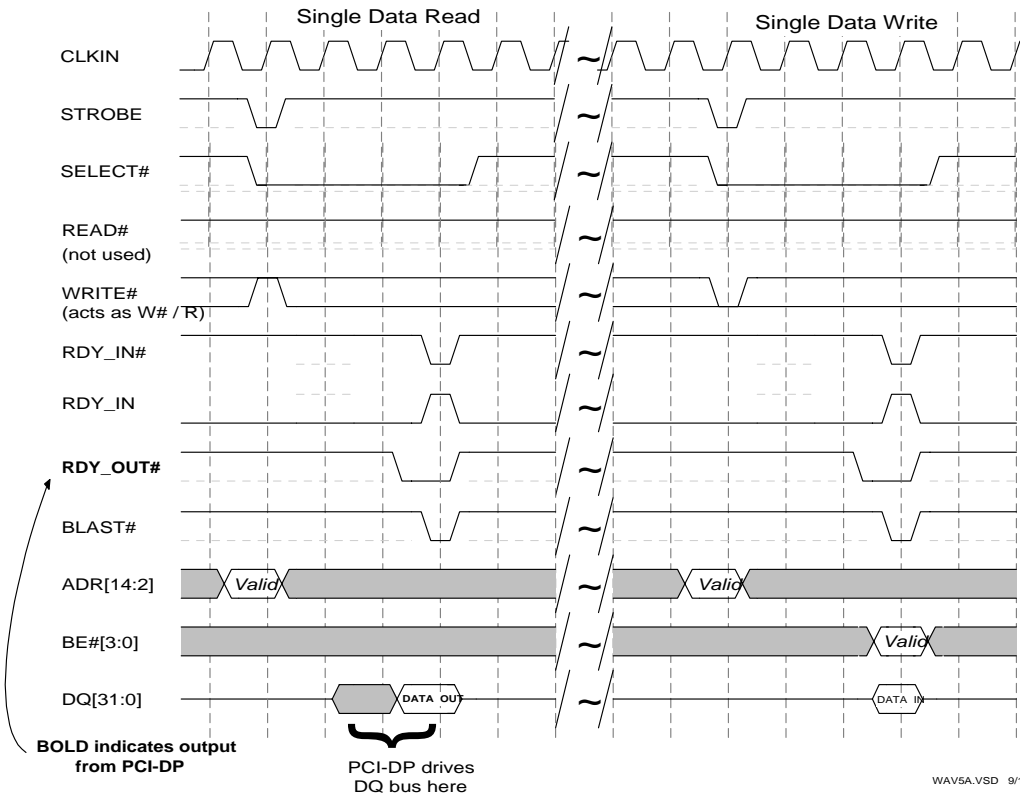 Single Data Read
Single Data Write
CLKIN
STROBE
SELECT#
READ#
(not used)
WRITE#
(acts as W# / R)
RDY_IN#
RDY_IN
RDY_OUT#
BLAST#
ADR[14:2] Valid Valid
BE#[3:0] Valid
DQ[31:0] DATA OUT DATA IN
BOLD indicates output
from PCI-DP
PCI-DP drives
DQ bus here
WAV5A.VSD